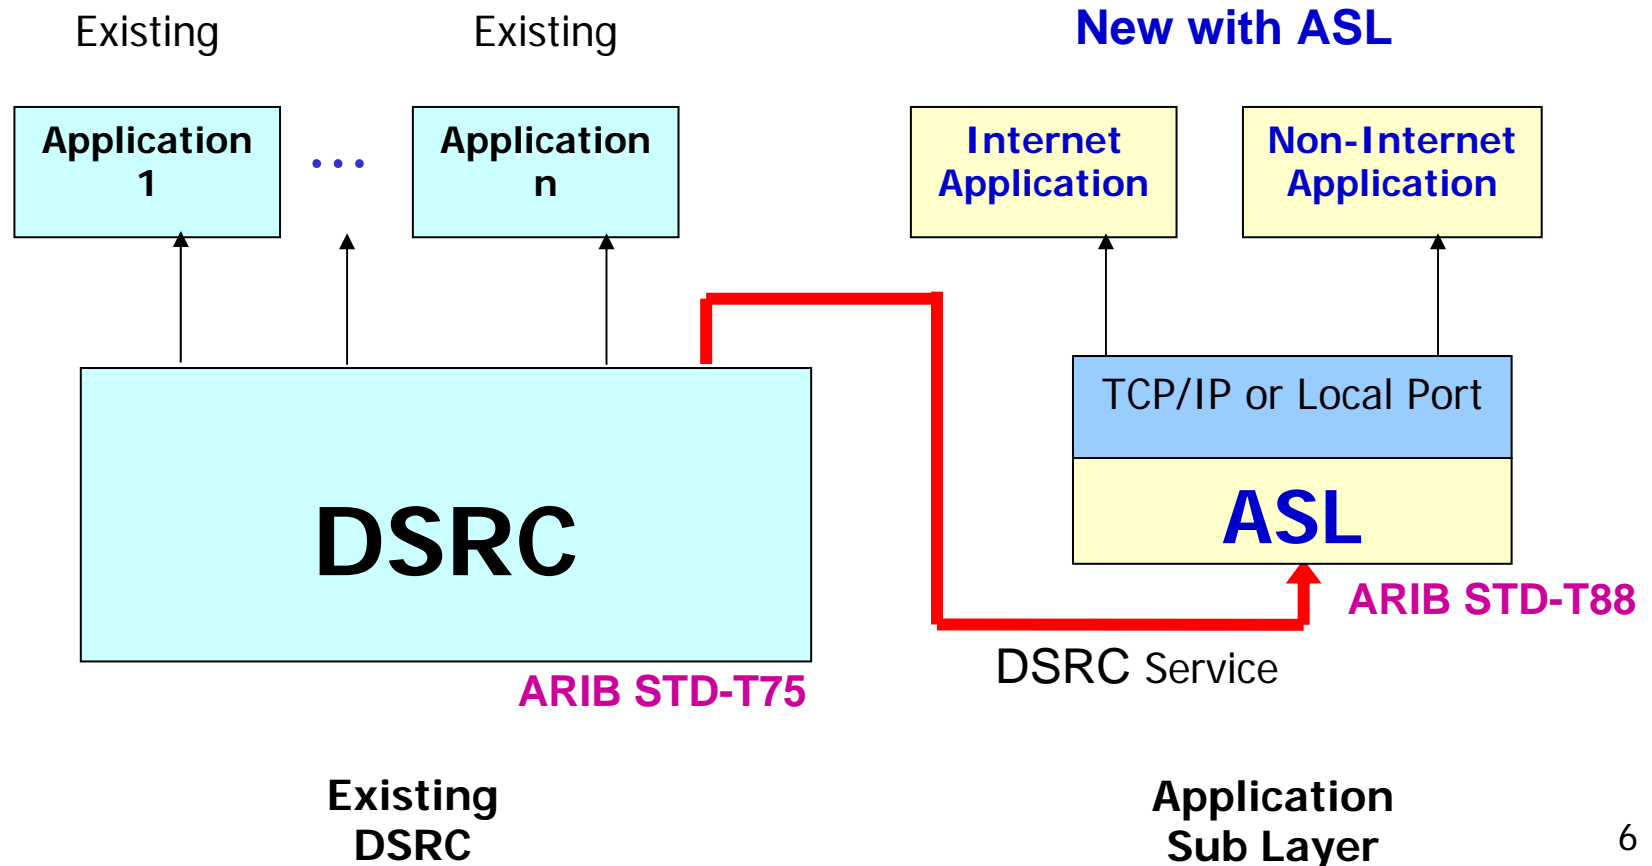 Existing
Existing
New with ASL
Application
1
...
Application
n
Internet
Application
Non-Internet
Application
TCP/IP or Local Port
DSRC
ASL
ARIB STD-T88
DSRC Service
ARIB STD-T75
Existing
DSRC
Application
Sub Layer
6